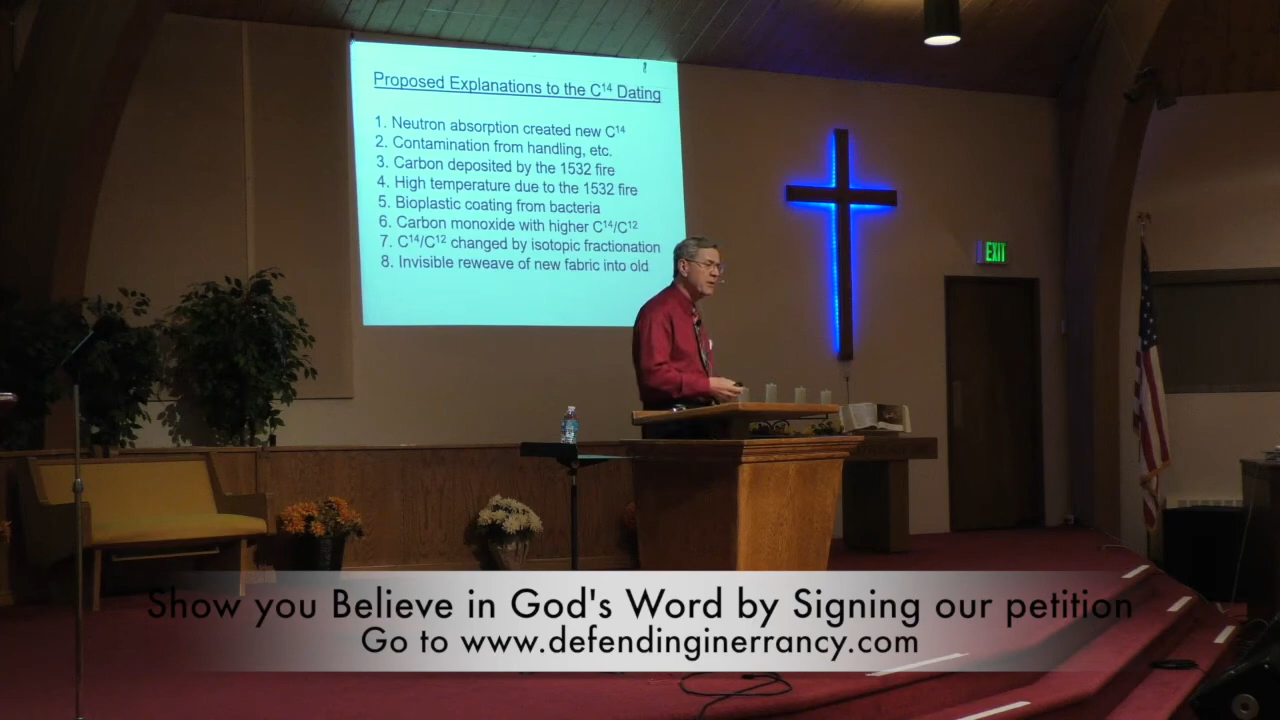 Proposed Explanations to the C¹⁴ Dating
1. Neutron absorption created new C¹⁴
2. Contamination from handling, etc.
3. Carbon deposited by the 1532 fire
4. High temperature due to the 1532 fire
5. Bioplastic coating from bacteria
6. Carbon monoxide with higher C¹⁴/C¹²
7. C¹⁴/C¹² changed by isotopic fractionation
8. Invisible reweave of new fabric into old
EXIT
Show you Believe in God's Word by Signing our petition
Go to www.defendinginerrancy.com